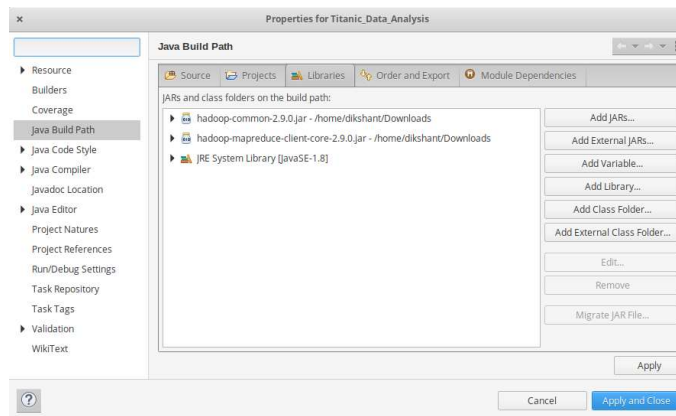 Properties for Titanic_Data_Analysis
Java Build Path
Resource
Builders
Coverage
Java Build Path
Java Code Style
Java Compiler
Javadoc Location
Java Editor
Project Natures
Project References
Run/Debug Settings
Task Repository
Task Tags
Validation
WikiText
Source Projects Libraries Order and Export Module Dependencies
JARs and class folders on the build path:
hadoop-common-2.9.0.jar - /home/dikshant/Downloads
hadoop-mapreduce-client-core-2.9.0.jar - /home/dikshant/Downloads
JRE System Library [JavaSE-1.8]
Add JARs...
Add External JARs...
Add Variable...
Add Library...
Add Class Folder...
Add External Class Folder...
Edit...
Remove
Migrate JAR File...
Apply
Cancel Apply and Close